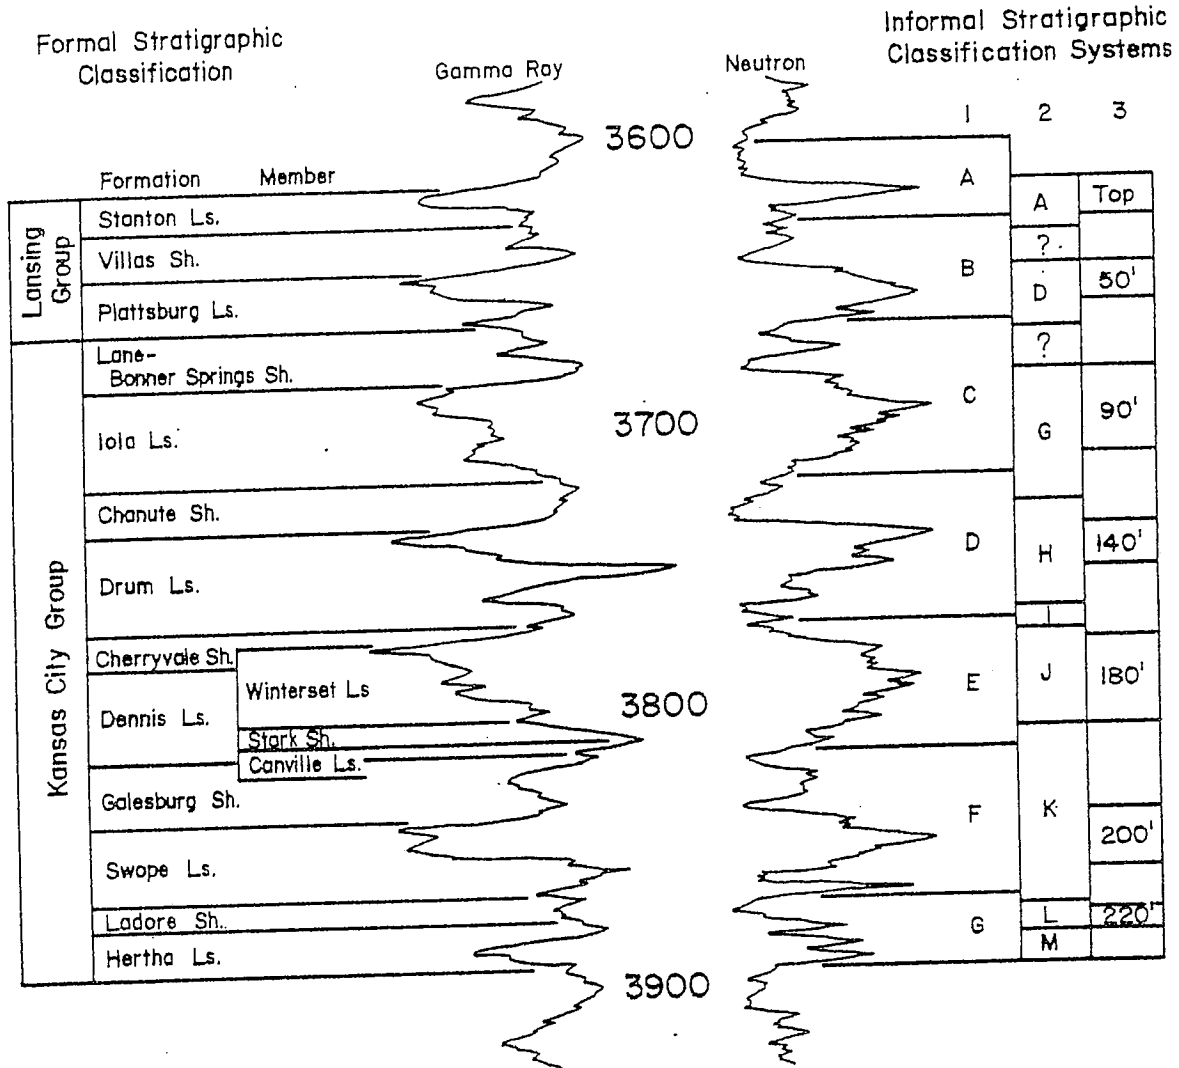 Formal Stratigraphic
Classification
Gamma Ray
Neutron
Informal Stratigraphic
Classification Systems
1 2 3
3600
3700
3800
3900
Formation Member
Lansing
Group
Stanton Ls.
Villas Sh.
Plattsburg Ls.
Kansas City Group
Lane-
Bonner Springs Sh.
Iola Ls.
Chanute Sh.
Drum Ls.
Cherryvale Sh.
Dennis Ls.
Winterset Ls
Stark Sh.
Canville Ls.
Galesburg Sh.
Swope Ls.
Ladore Sh.
Hertha Ls.
A
B
C
D
E
F
G
A
?
D
?
G
H
I
J
K
L
M
Top
50'
90'
140'
180'
200'
220'